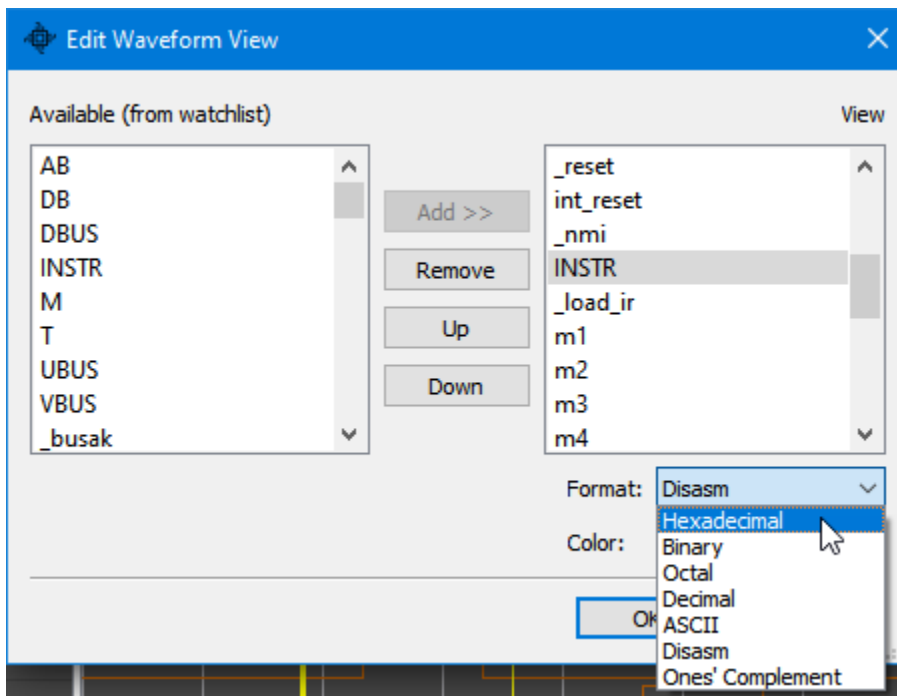 Edit Waveform View
Available (from watchlist)
View
AB
DB
DBUS
INSTR
M
T
UBUS
VBUS
_busak
Add >>
Remove
Up
Down
_reset
int_reset
_nmi
INSTR
_load_ir
m1
m2
m3
m4
Format:
Disasm
Color:
Hexadecimal
Binary
Octal
Decimal
ASCII
Disasm
Ones' Complement